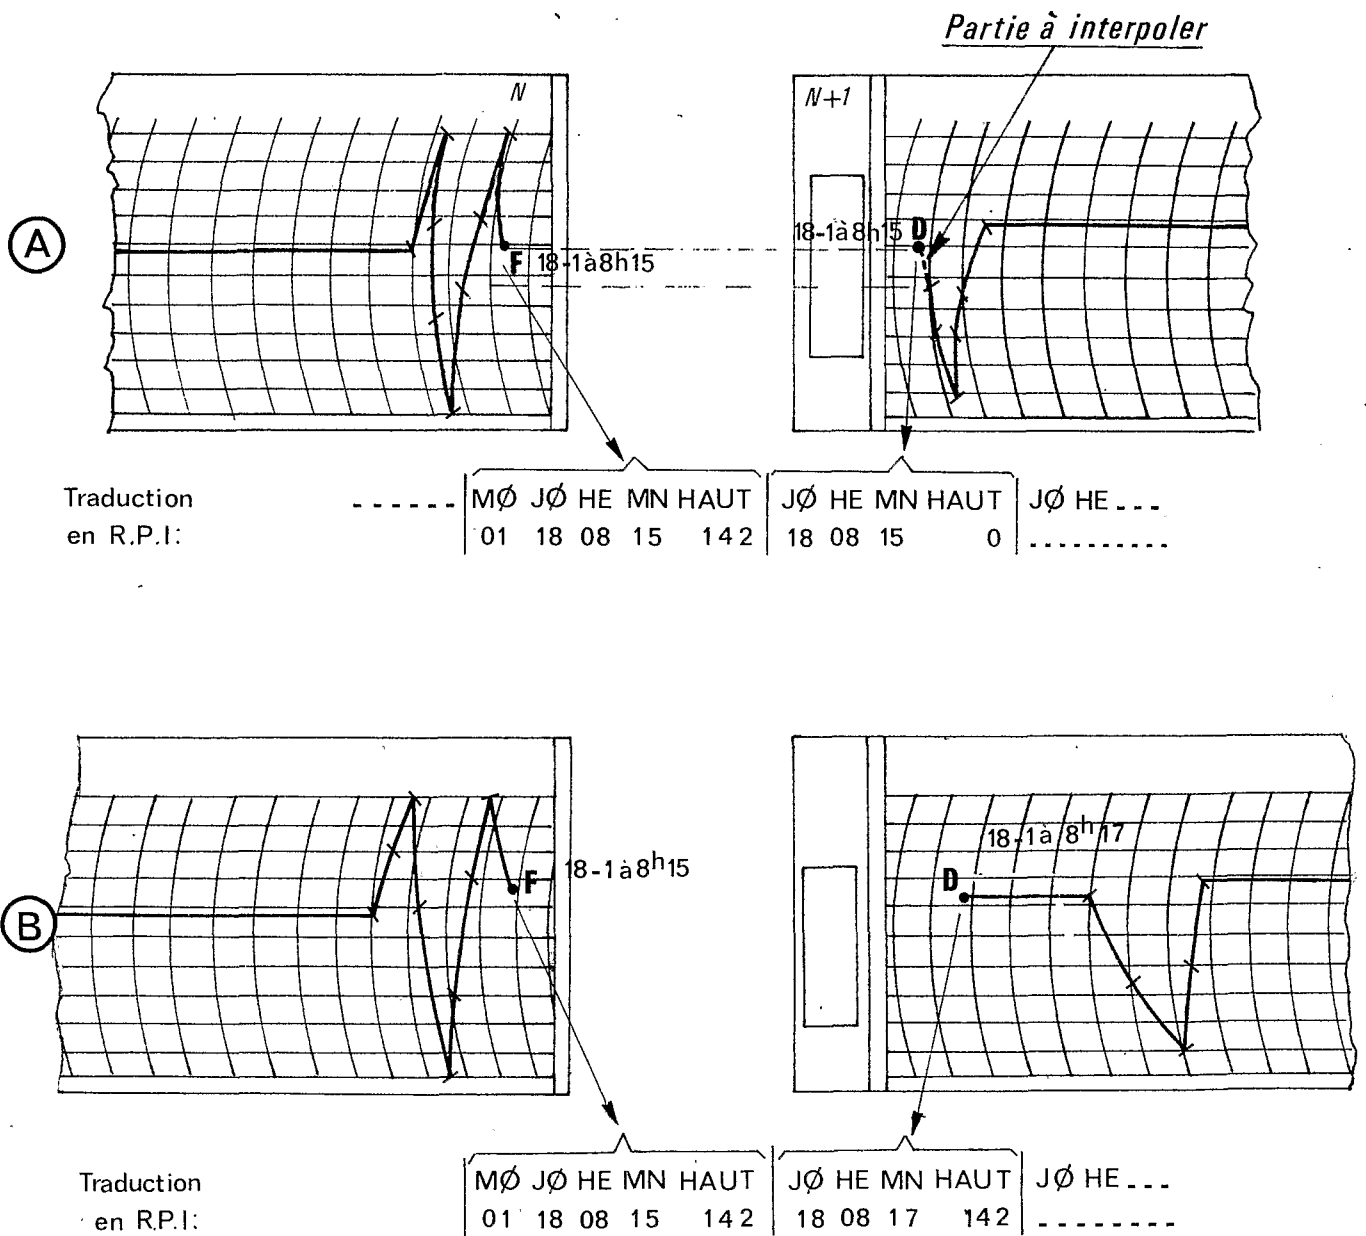 Partie à interpoler
N
N+1
A
18-1à8h15 D
F 18-1à8h15
Traduction ------ MØ JØ HE MN HAUT JØ HE MN HAUT JØ HE---
en R.P.I: 01 18 08 15 142 18 08 15 0 ----------
18-1à 8h17
F 18-1à8h15
D
B
Traduction MØ JØ HE MN HAUT JØ HE MN HAUT JØ HE---
en R.P.I: 01 18 08 15 142 18 08 17 142 --------